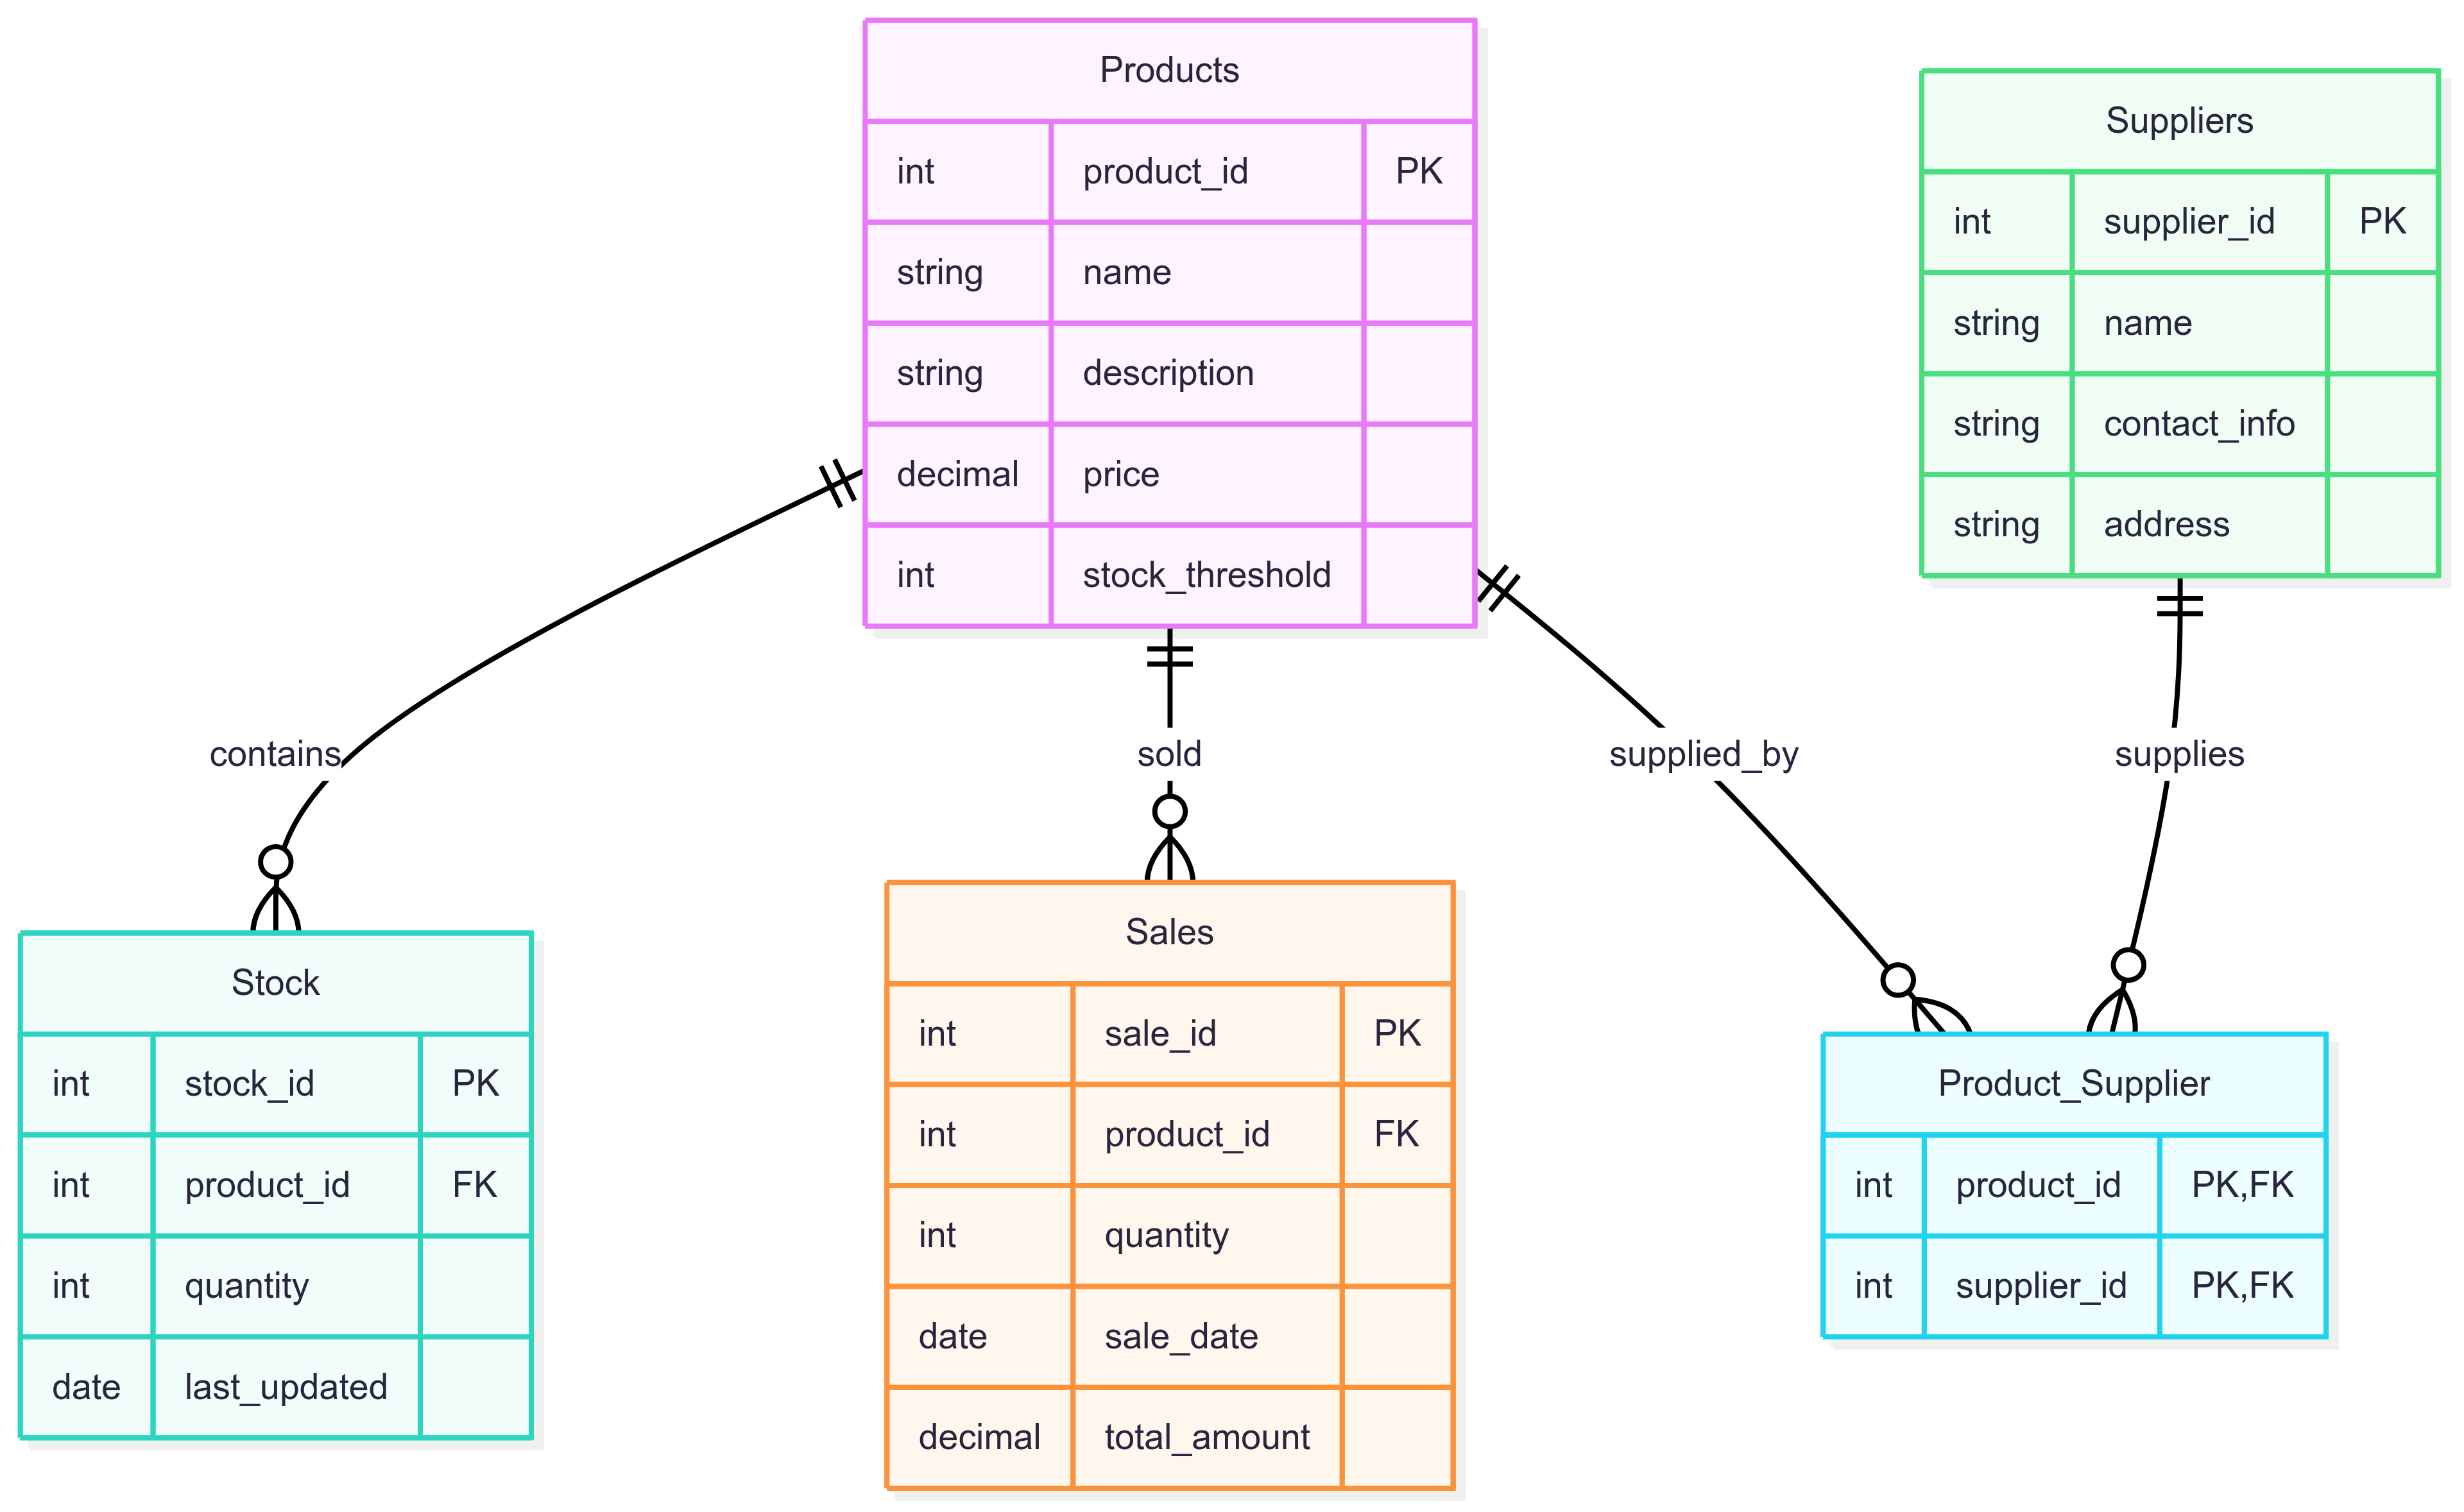 Products
int product_id PK
string name
string description
decimal price
int stock_threshold
Suppliers
int supplier_id PK
string name
string contact_info
string address
contains
sold
supplied_by
supplies
Stock
int stock_id PK
int product_id FK
int quantity
date last_updated
Sales
int sale_id PK
int product_id FK
int quantity
date sale_date
decimal total_amount
Product_Supplier
int product_id PK,FK
int supplier_id PK,FK